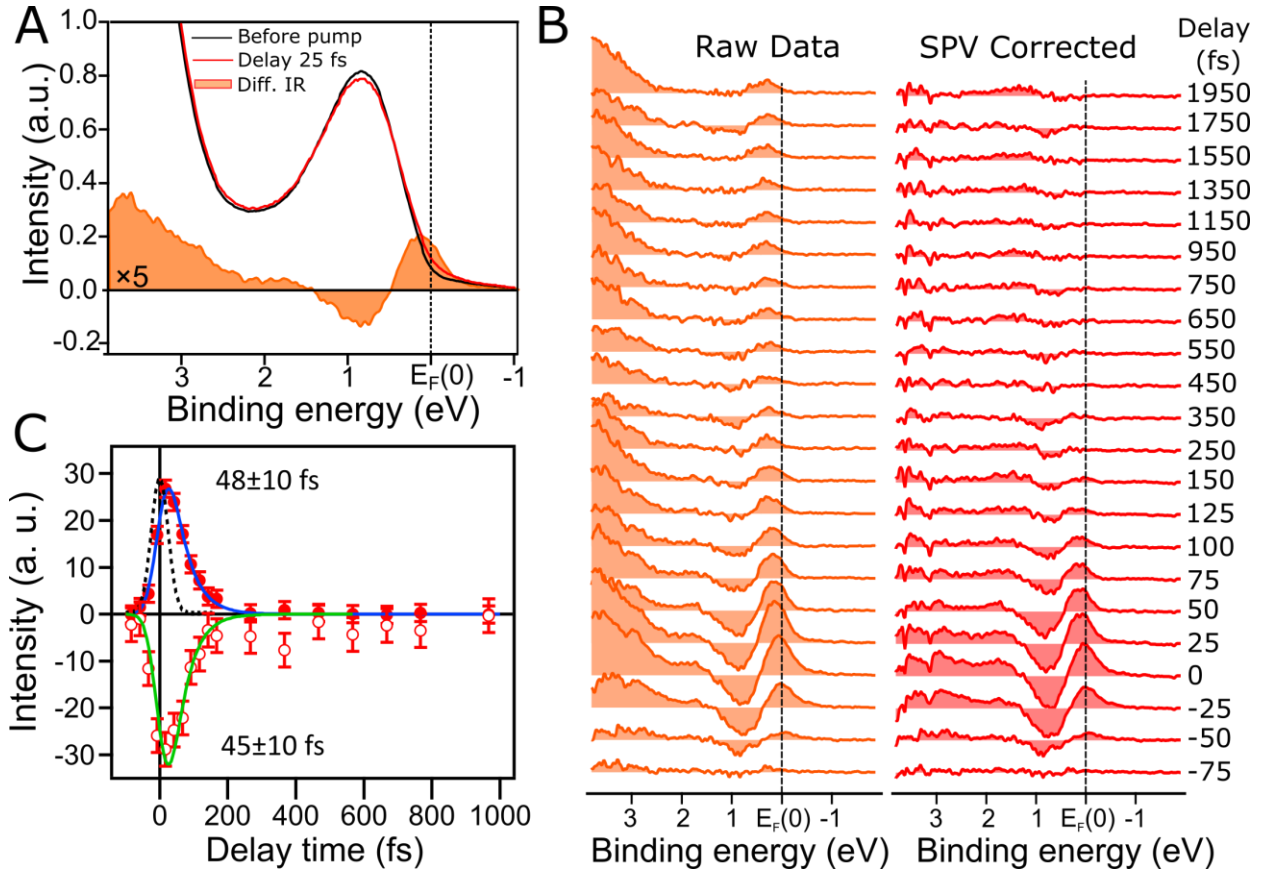 A
Before pump
Delay 25 fs
Diff. IR
×5
Intensity (a.u.)
1.0
0.8
0.6
0.4
0.2
0.0
-0.2
3
2
1
E_F(0)
-1
Binding energy (eV)
B
Raw Data
SPV Corrected
Delay
(fs)
1950
1750
1550
1350
1150
950
750
650
550
450
350
250
150
125
100
75
50
25
0
-25
-50
-75
3
2
1
E_F(0)
-1
3
2
1
E_F(0)
-1
Binding energy (eV)
Binding energy (eV)
C
48±10 fs
45±10 fs
Intensity (a. u.)
30
20
10
0
-10
-20
-30
0
200
400
600
800
1000
Delay time (fs)